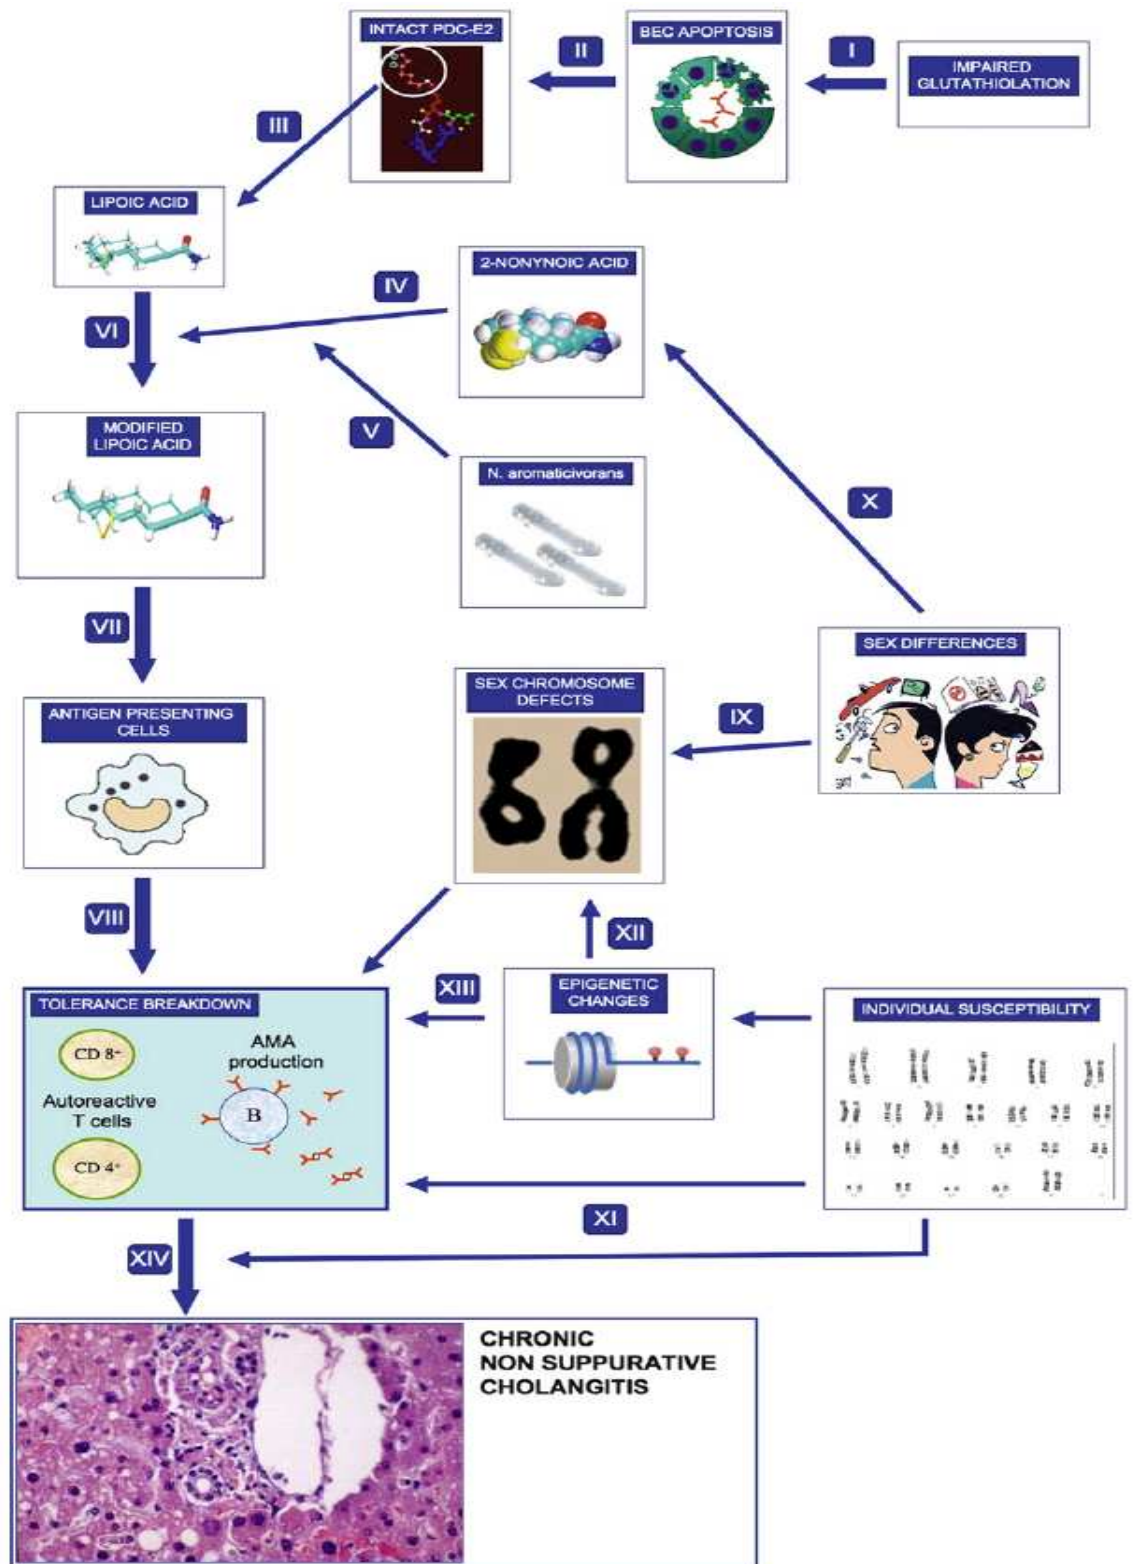 INTACT PDC-E2
BEC APOPTOSIS
I
II
IMPAIRED
GLUTATHIOLATION
III
LIPOIC ACID
2-NONYNOIC ACID
IV
VI
MODIFIED
LIPOIC ACID
V
N. aromaticivorans
X
VII
SEX DIFFERENCES
SEX CHROMOSOME
DEFECTS
ANTIGEN PRESENTING
CELLS
IX
VIII
XII
TOLERANCE BREAKDOWN
XIII
EPIGENETIC
CHANGES
INDIVIDUAL SUSCEPTIBILITY
CD 8+
AMA
production
Autoreactive
T cells
B
CD 4+
XI
XIV
CHRONIC
NON SUPPURATIVE
CHOLANGITIS